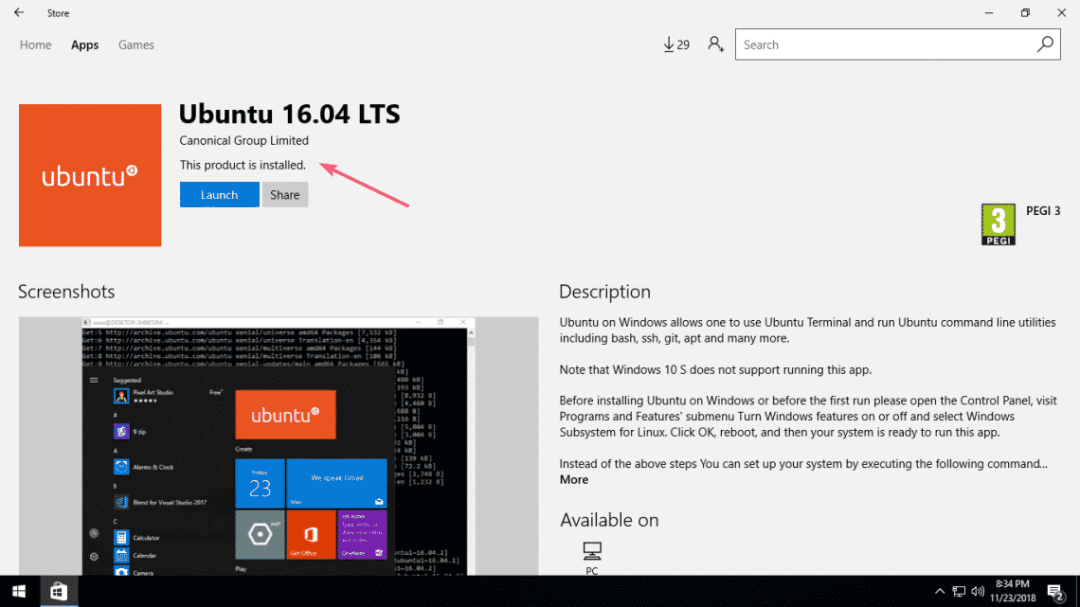 Store
Home Apps Games
29
Search
ubuntu
Ubuntu 16.04 LTS
Canonical Group Limited
This product is installed.
Launch Share
3
PEGI
PEGI 3
Screenshots
Get:5 http://archive.ubuntu.com/ubuntu xenial/universe amd64 Packages [7,532 kB]
Get:6 http://archive.ubuntu.com/ubuntu xenial/universe Translation-en [4,354 kB]
Get:7 http://archive.ubuntu.com/ubuntu xenial/multiverse amd64 Packages [144 kB]
Get:8 http://archive.ubuntu.com/ubuntu xenial/multiverse Translation-en [106 kB]
Get:9 http://archive.ubuntu.com/ubuntu xenial-updates/main amd64 Packages [565 kB]
Suggested
Pixel Art Studio
Free
#
9 zip
A
Alarms & Clock
B
Blend for Visual Studio 2017
C
Calculator
Calendar
Camera
ubuntu
Create
Friday
23
We speak Gmail
Mail
Get Office
OneNote
Play
Description
Ubuntu on Windows allows one to use Ubuntu Terminal and run Ubuntu command line utilities
including bash, ssh, git, apt and many more.
Note that Windows 10 S does not support running this app.
Before installing Ubuntu on Windows or before the first run please open the Control Panel, visit
Programs and Features' submenu Turn Windows features on or off and select Windows
Subsystem for Linux. Click OK, reboot, and then your system is ready to run this app.
Instead of the above steps You can set up your system by executing the following command...
More
Available on
PC
8:34 PM
11/23/2018
2